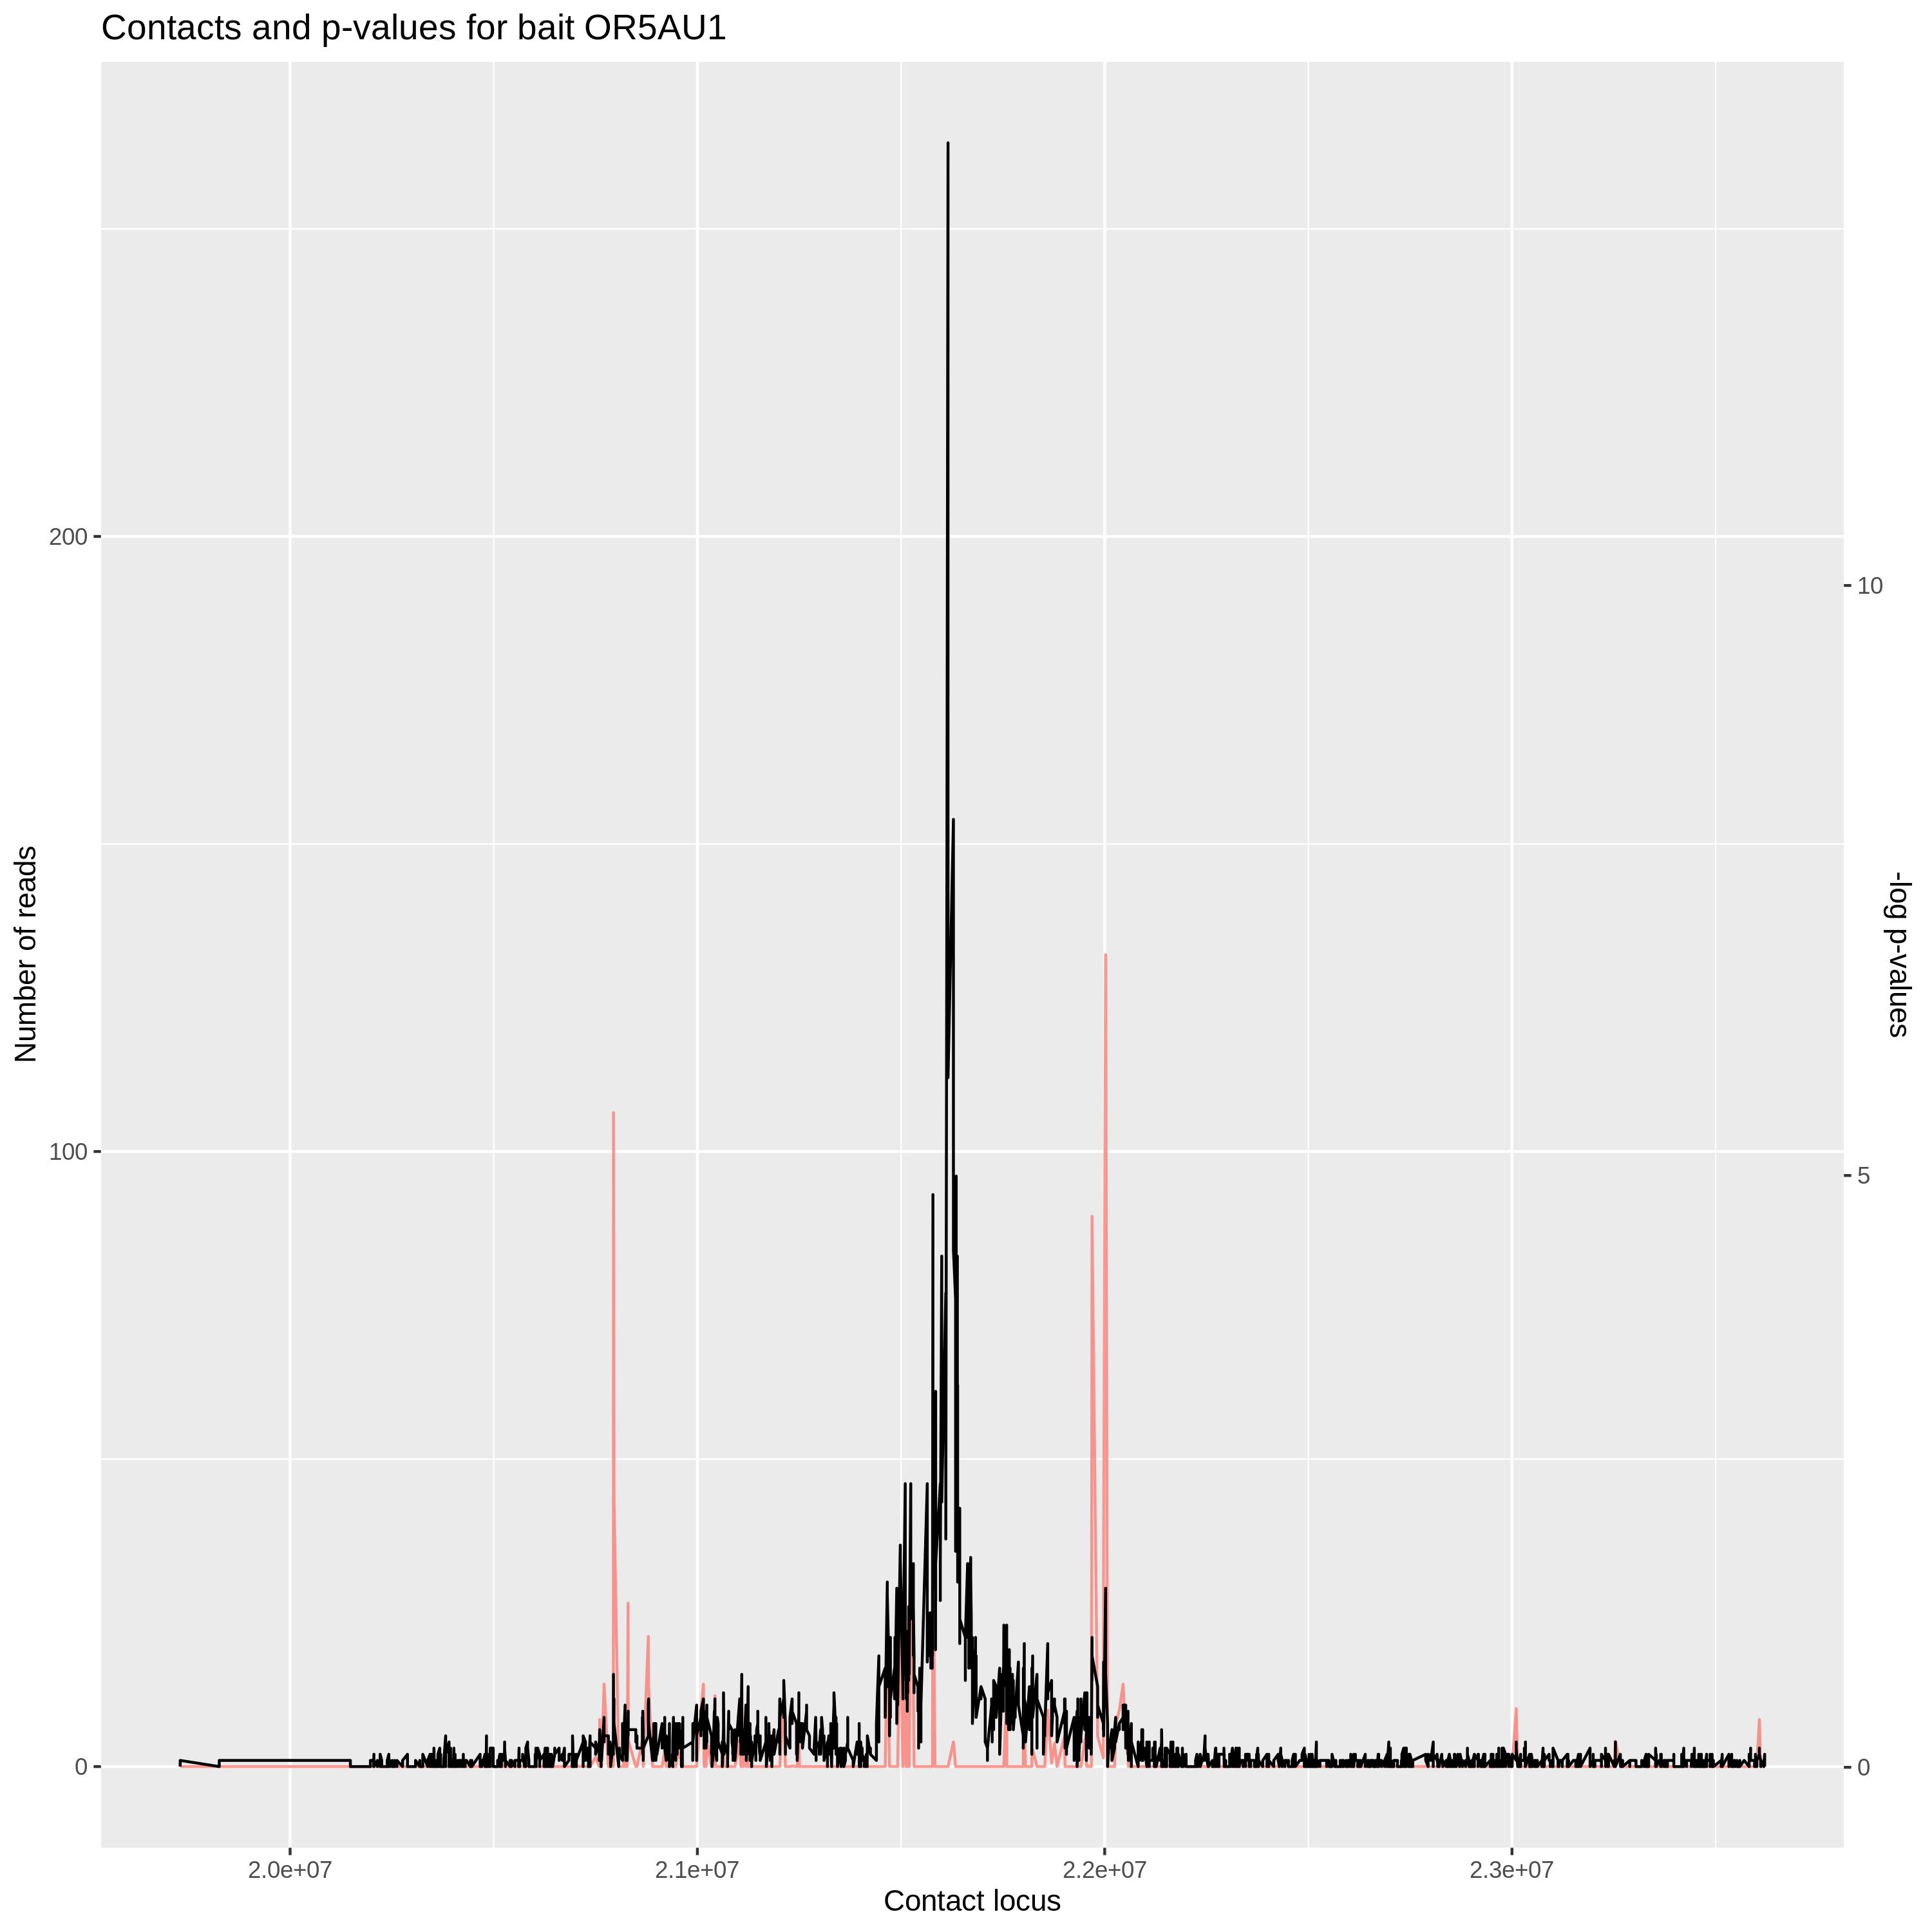 Contacts and p-values for bait OR5AU1
Number of reads
200
100
0
10
5
0
-log p-values
2.0e+07
2.1e+07
2.2e+07
2.3e+07
Contact locus